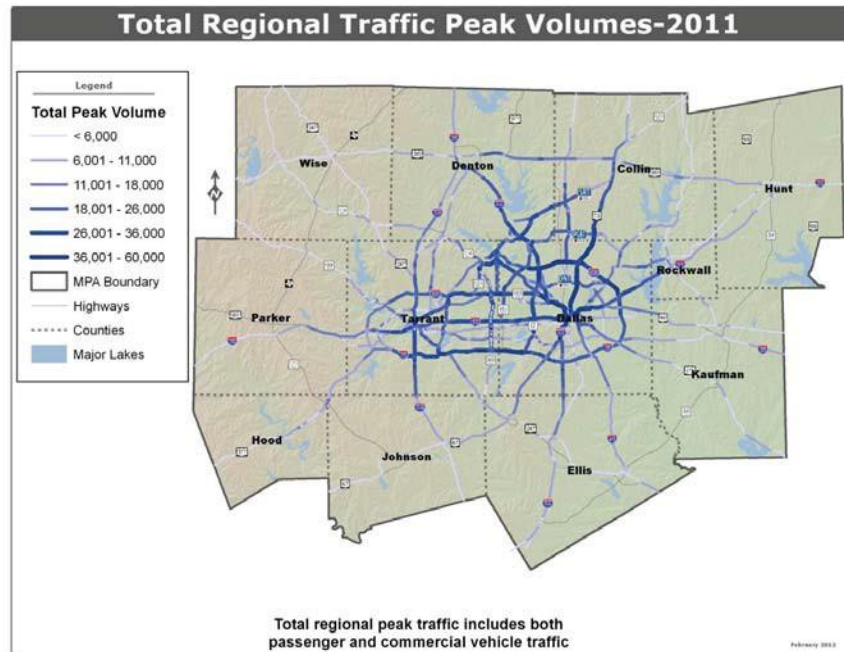 Total Regional Traffic Peak Volumes-2011
Legend
Total Peak Volume
< 6,000
6,001 - 11,000
11,001 - 18,000
18,001 - 26,000
26,001 - 36,000
36,001 - 60,000
MPA Boundary
Highways
Counties
Major Lakes
N
Wise
Denton
Collin
Hunt
Rockwall
Parker
Tarrant
Dallas
Kaufman
Hood
Johnson
Ellis
Total regional peak traffic includes both
passenger and commercial vehicle traffic